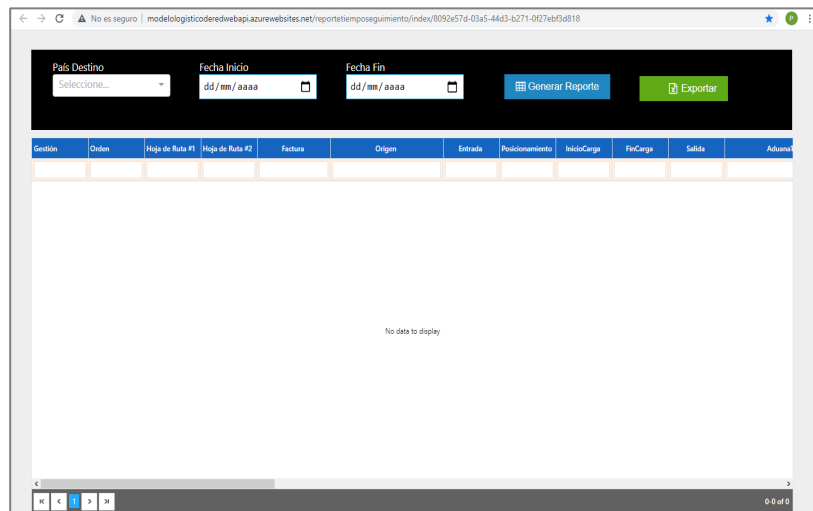 No es seguro | modelologisticoderedwebapi.azurewebsites.net/reportetiemposeguimiento/index/8092e57d-03a5-44d3-b271-0f27ebf3d818
P
País Destino Fecha Inicio Fecha Fin
Seleccione... dd/mm/aaaa dd/mm/aaaa Generar Reporte Exportar
Gestión Orden Hoja de Ruta #1 Hoja de Ruta #2 Factura Origen Entrada Posicionamiento InicioCarga FinCarga Salida Aduana1
No data to display
1 0-0 of 0